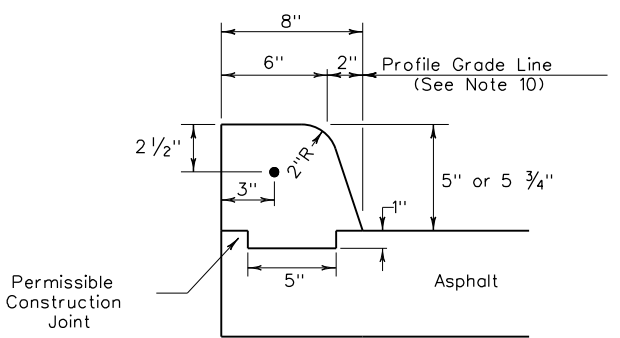 8"
6"
2"
Profile Grade Line
(See Note 10)
2 ½"
2"R
3"
5" or 5 ¾"
1"
5"
Permissible
Construction
Joint
Asphalt